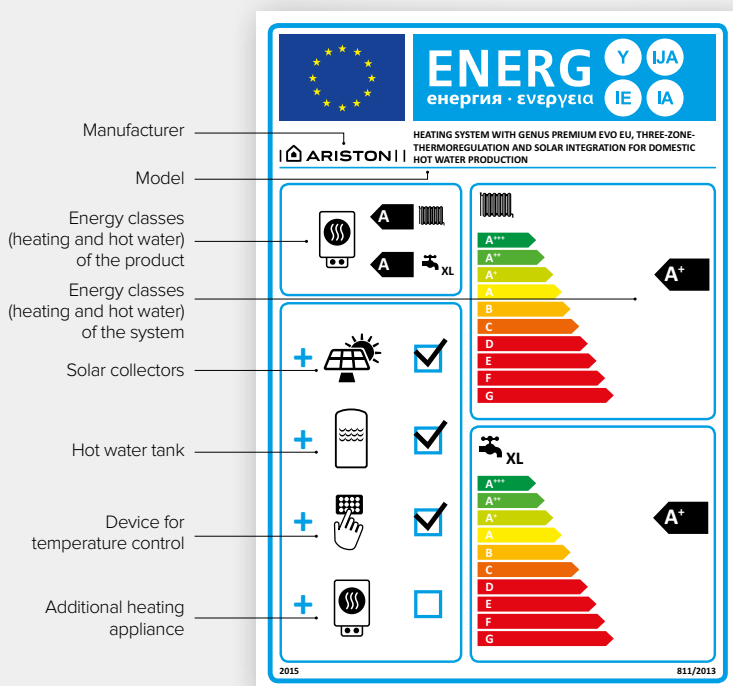 ENERG
енергия · ενεργεια
Y
IJA
IE
IA
Manufacturer
ARISTON
HEATING SYSTEM WITH GENUS PREMIUM EVO EU, THREE-ZONE-
THERMOREGULATION AND SOLAR INTEGRATION FOR DOMESTIC
HOT WATER PRODUCTION
Model
Energy classes
(heating and hot water)
of the product
Energy classes
(heating and hot water)
of the system
Solar collectors
Hot water tank
Device for
temperature control
Additional heating
appliance
A
A
XL
A+++
A++
A+
A
B
C
D
E
F
G
A+
XL
A+++
A++
A+
A
B
C
D
E
F
G
A+
2015
811/2013